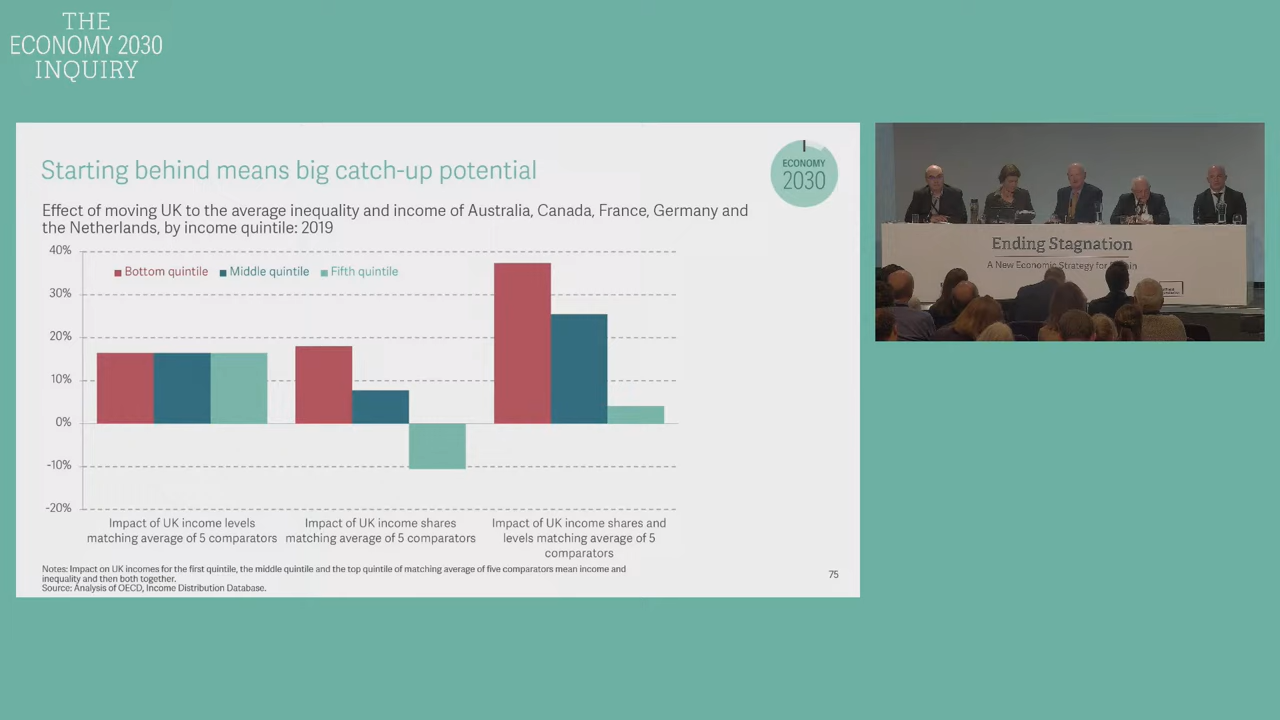 THE
ECONOMY 2030
INQUIRY
Starting behind means big catch-up potential
ECONOMY
2030
Effect of moving UK to the average inequality and income of Australia, Canada, France, Germany and
the Netherlands, by income quintile: 2019
40%
30%
20%
10%
0%
-10%
-20%
Bottom quintile
Middle quintile
Fifth quintile
Impact of UK income levels
matching average of 5 comparators
Impact of UK income shares
matching average of 5 comparators
Impact of UK income shares and
levels matching average of 5
comparators
Notes: Impact on UK incomes for the first quintile, the middle quintile and the top quintile of matching average of five comparators mean income and
inequality and then both together.
Source: Analysis of OECD, Income Distribution Database.
75
Ending Stagnation
A New Economic Strategy for